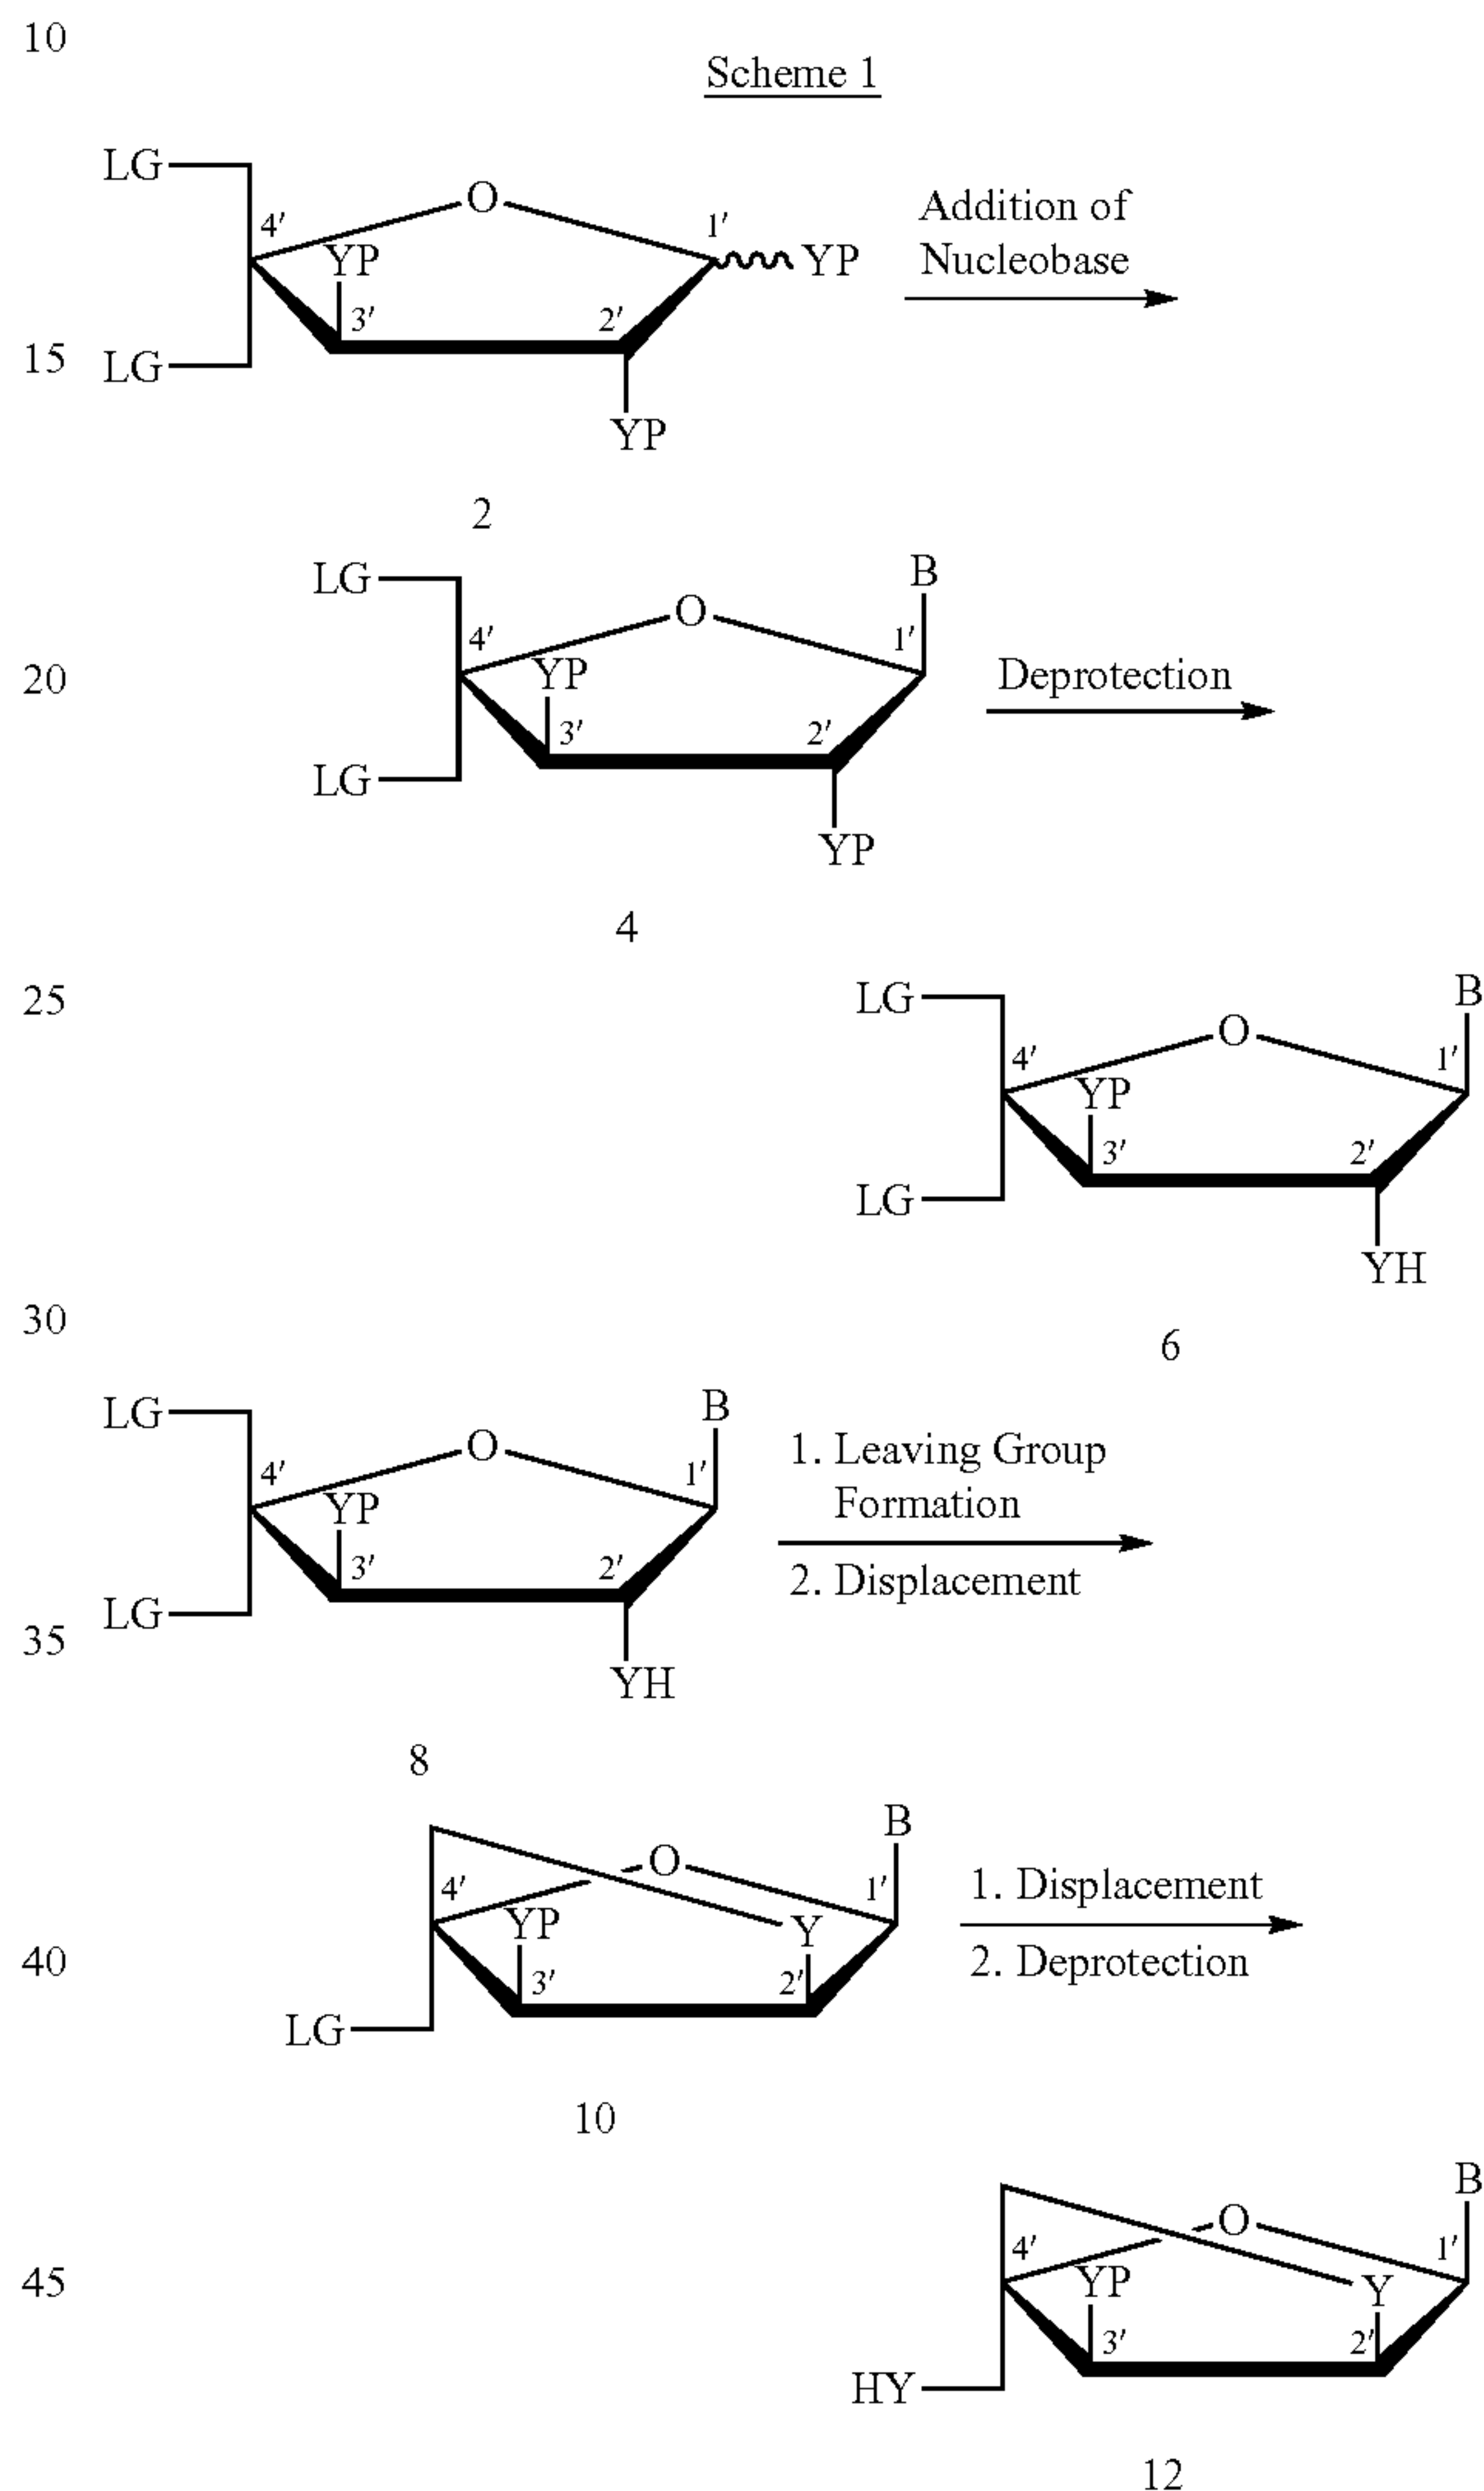 10
Scheme 1
LG
O
4'
1'
YP
YP
Addition of
Nucleobase
3'
2'
15
LG
YP
2
LG
O
B
4'
1'
20
YP
Deprotection
3'
2'
LG
YP
4
25
LG
O
B
4'
1'
YP
3'
2'
LG
YH
30
6
LG
O
B
1. Leaving Group
Formation
4'
1'
YP
3'
2'
2. Displacement
LG
35
YH
8
O
B
4'
1'
1. Displacement
YP
Y
40
2. Deprotection
3'
2'
LG
10
O
B
4'
1'
45
YP
Y
3'
2'
HY
12